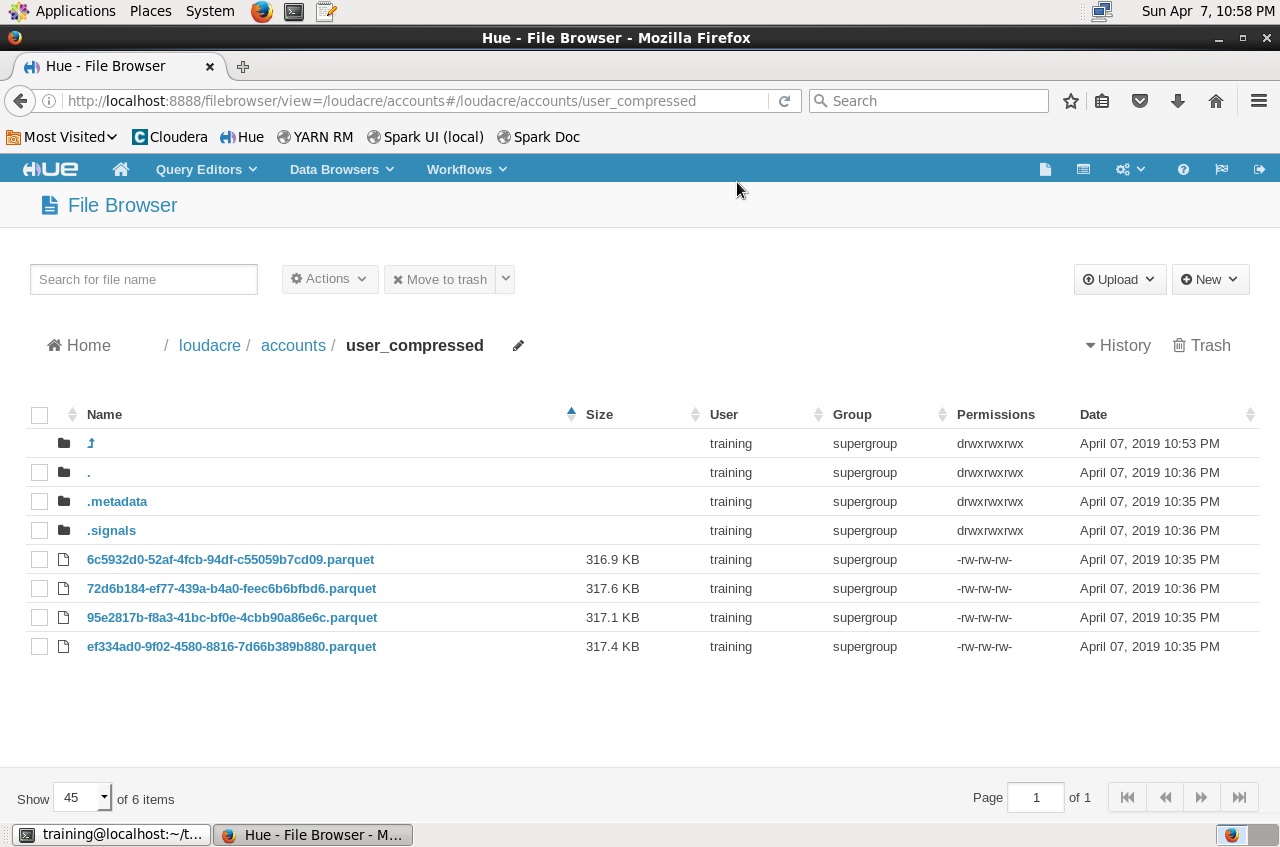 Applications Places System Sun Apr 7, 10:58 PM
Hue - File Browser - Mozilla Firefox
Hue - File Browser
http://localhost:8888/filebrowser/view=/loudacre/accounts#/loudacre/accounts/user_compressed Search
Most Visited Cloudera Hue YARN RM Spark UI (local) Spark Doc
HUE Query Editors Data Browsers Workflows
File Browser
Search for file name Actions Move to trash Upload New
Home / loudacre / accounts / user_compressed History Trash
Name Size User Group Permissions Date
training supergroup drwxrwxrwx April 07, 2019 10:53 PM
. training supergroup drwxrwxrwx April 07, 2019 10:36 PM
.metadata training supergroup drwxrwxrwx April 07, 2019 10:35 PM
.signals training supergroup drwxrwxrwx April 07, 2019 10:36 PM
6c5932d0-52af-4fcb-94df-c55059b7cd09.parquet 316.9 KB training supergroup -rw-rw-rw- April 07, 2019 10:35 PM
72d6b184-ef77-439a-b4a0-feec6b6bfbd6.parquet 317.6 KB training supergroup -rw-rw-rw- April 07, 2019 10:36 PM
95e2817b-f8a3-41bc-bf0e-4cbb90a86e6c.parquet 317.1 KB training supergroup -rw-rw-rw- April 07, 2019 10:35 PM
ef334ad0-9f02-4580-8816-7d66b389b880.parquet 317.4 KB training supergroup -rw-rw-rw- April 07, 2019 10:35 PM
Show 45 of 6 items Page 1 of 1
training@localhost:~/t... Hue - File Browser - M...